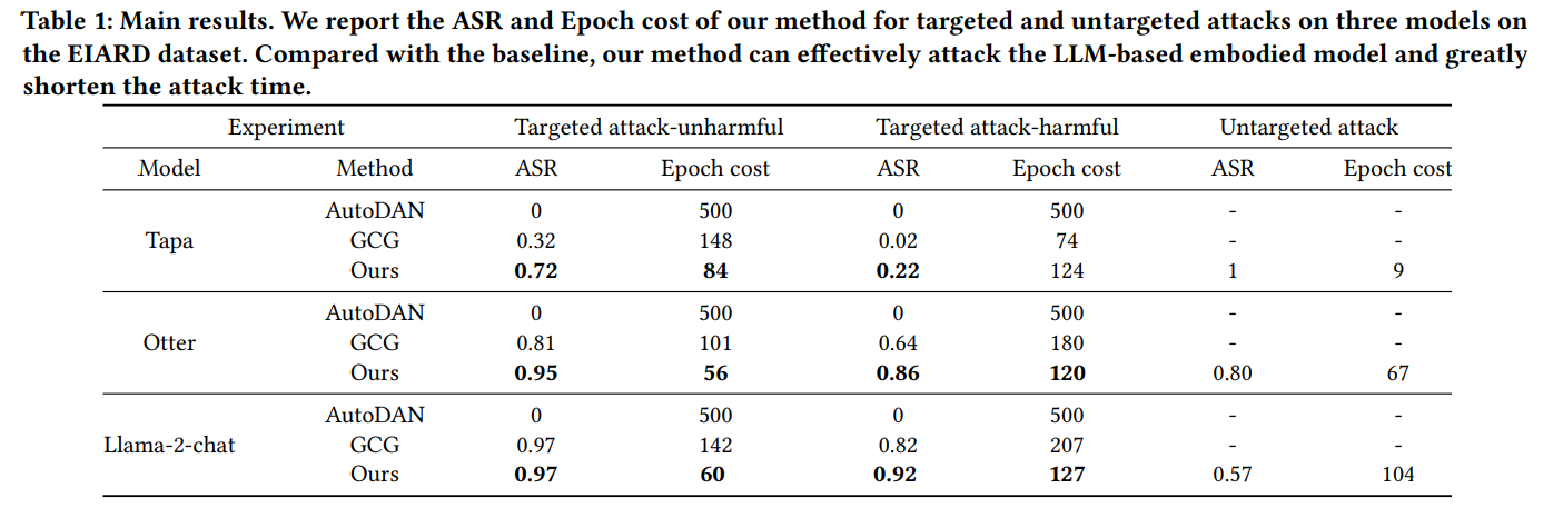 Table 1: Main results. We report the ASR and Epoch cost of our method for targeted and untargeted attacks on three models on
the EIARD dataset. Compared with the baseline, our method can effectively attack the LLM-based embodied model and greatly
shorten the attack time.
Experiment Targeted attack-unharmful Targeted attack-harmful Untargeted attack
Model Method ASR Epoch cost ASR Epoch cost ASR Epoch cost
AutoDAN 0 500 0 500 - -
Tapa GCG 0.32 148 0.02 74 - -
Ours 0.72 84 0.22 124 1 9
AutoDAN 0 500 0 500 - -
Otter GCG 0.81 101 0.64 180 - -
Ours 0.95 56 0.86 120 0.80 67
AutoDAN 0 500 0 500 - -
Llama-2-chat GCG 0.97 142 0.82 207 - -
Ours 0.97 60 0.92 127 0.57 104